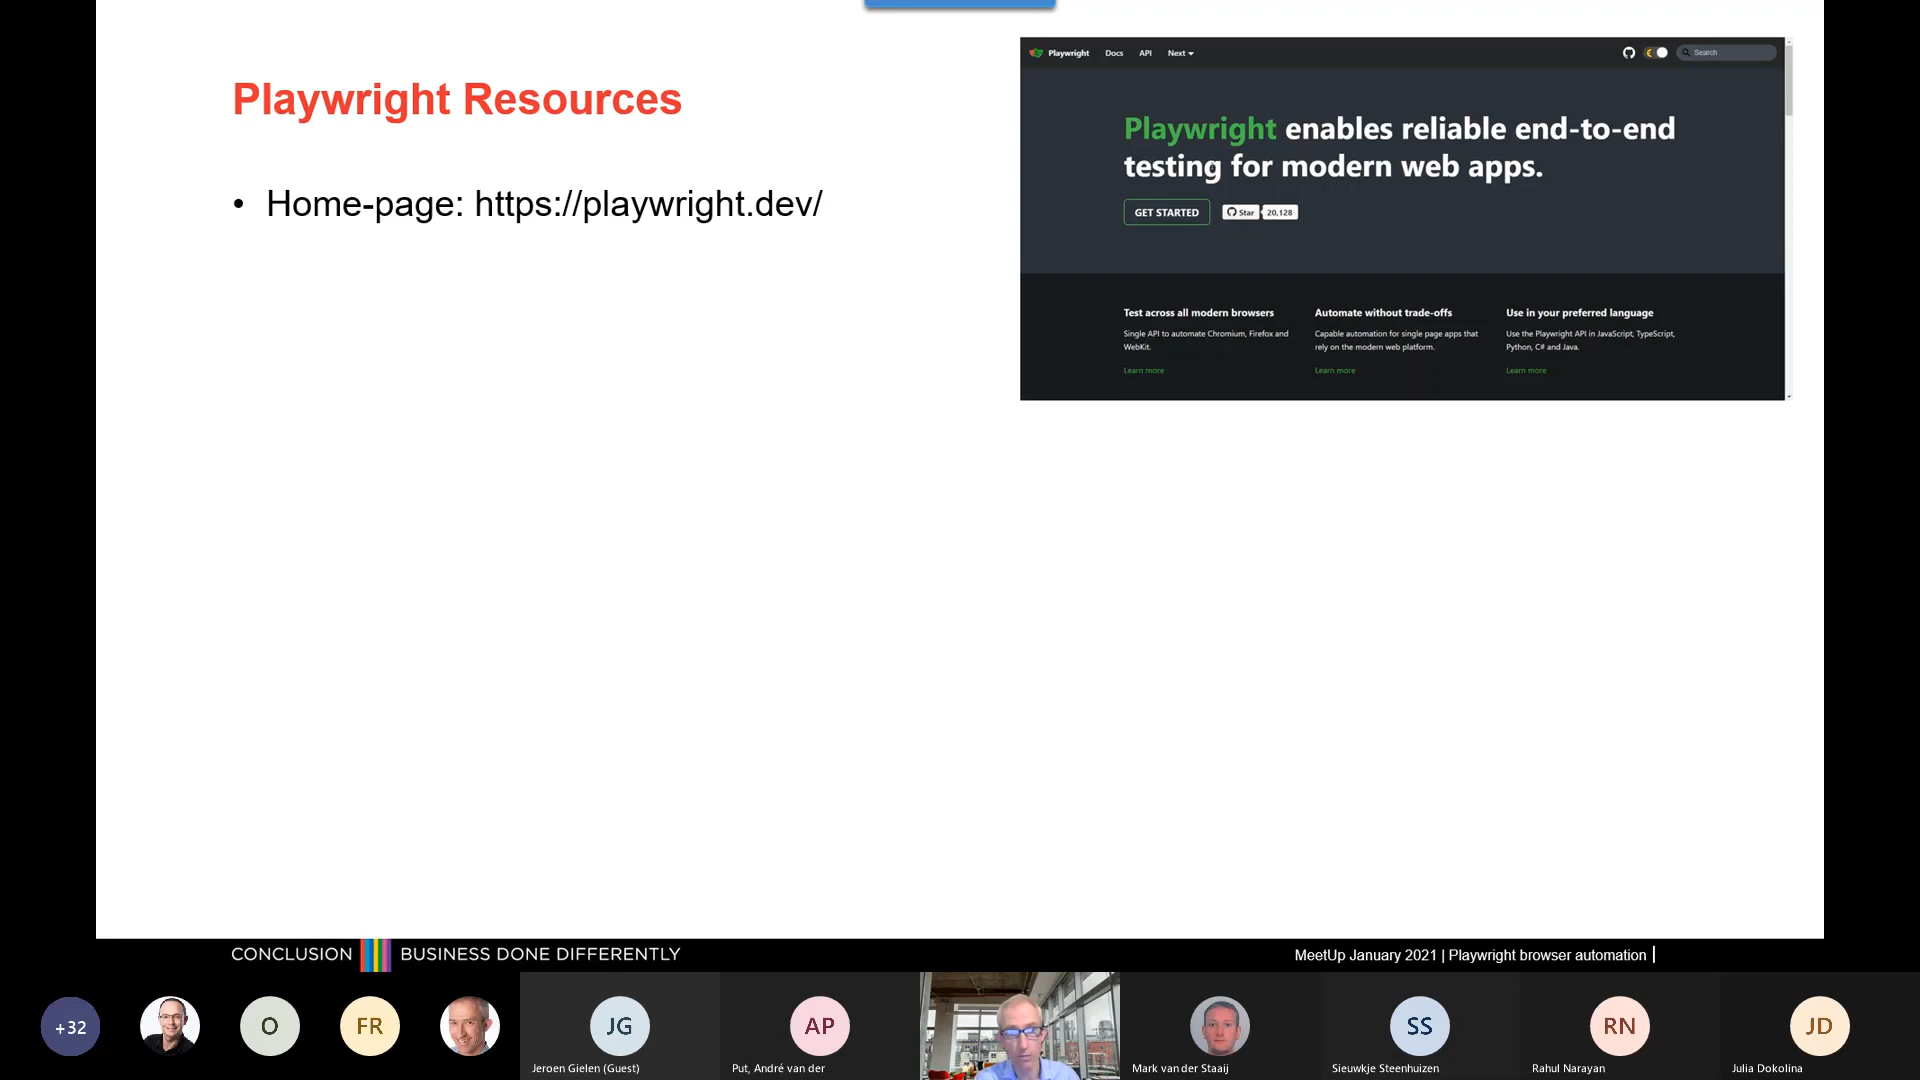 Playwright Resources
• Home-page: https://playwright.dev/
Playwright Docs API Next
Search
Playwright enables reliable end-to-end
testing for modern web apps.
GET STARTED
Star 20,128
Test across all modern browsers
Single API to automate Chromium, Firefox and
WebKit.
Learn more
Automate without trade-offs
Capable automation for single page apps that
rely on the modern web platform.
Learn more
Use in your preferred language
Use the Playwright API in JavaScript, TypeScript,
Python, C# and Java.
Learn more
CONCLUSION BUSINESS DONE DIFFERENTLY
MeetUp January 2021 | Playwright browser automation |
+32
O
FR
JG
Jeroen Gielen (Guest)
AP
Put, André van der
Mark van der Staaij
SS
Sieuwkje Steenhuizen
RN
Rahul Narayan
JD
Julia Dokolina